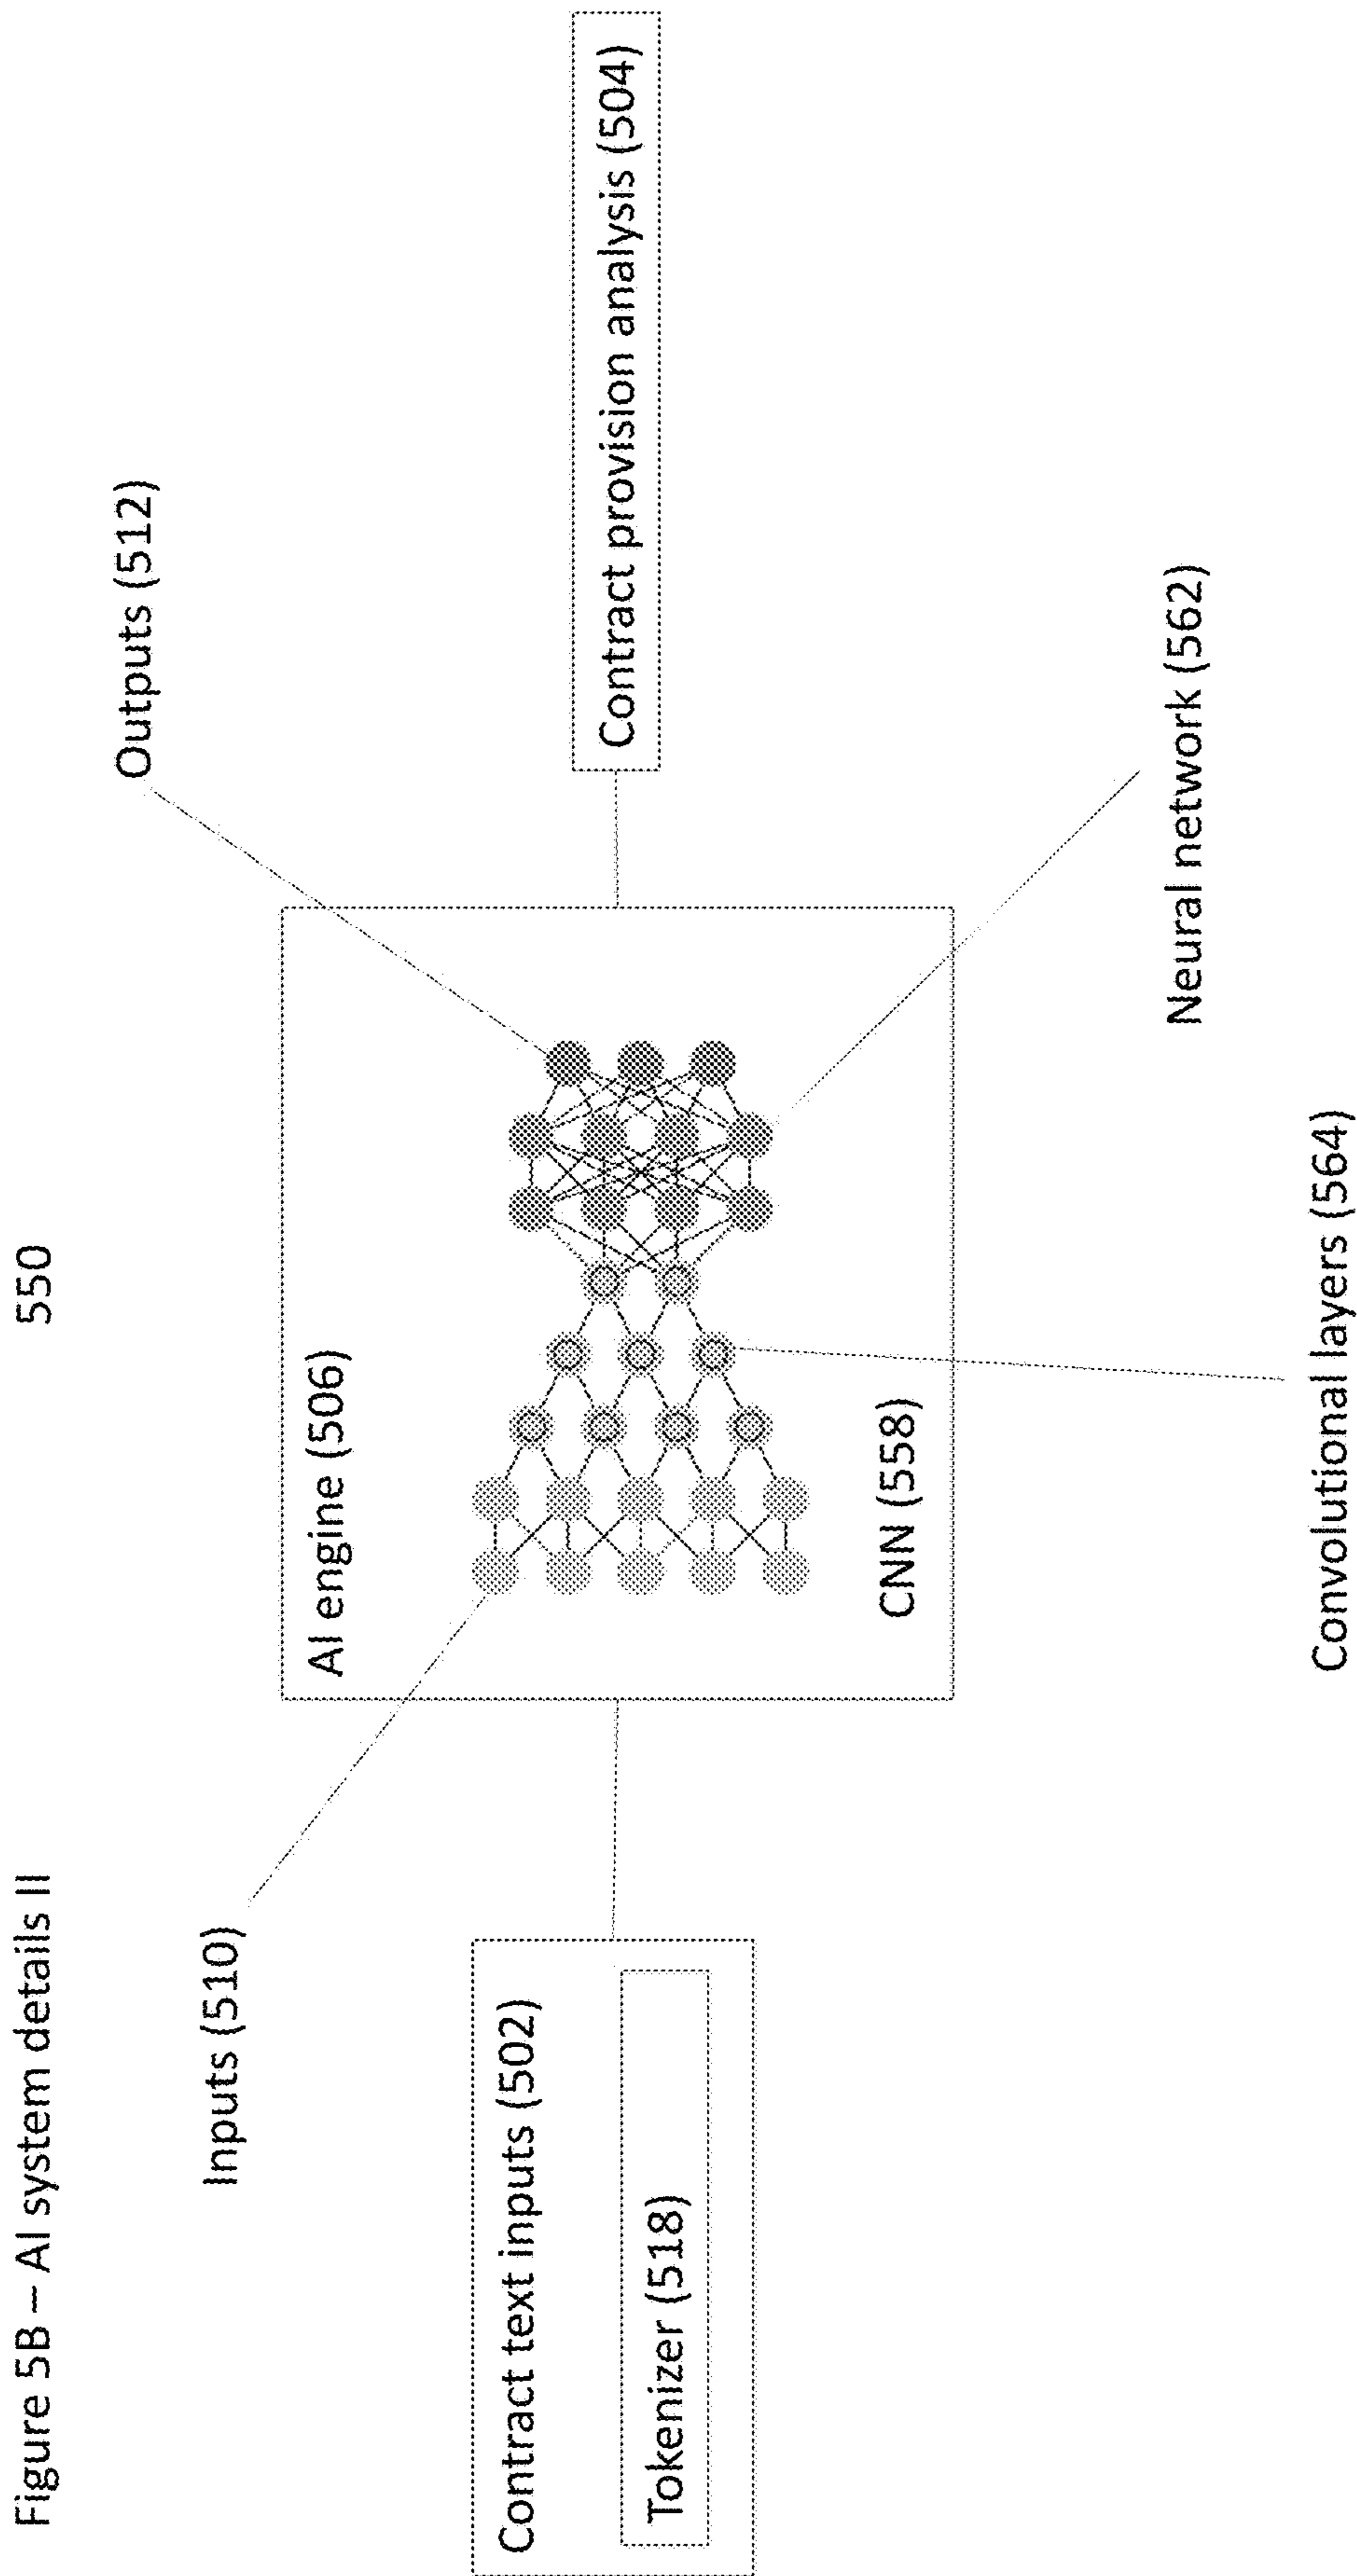 Figure 5B – AI system details II
550
Inputs (510)
Outputs (512)
Contract text inputs (502)
Tokenizer (518)
AI engine (506)
CNN (558)
Contract provision analysis (504)
Neural network (562)
Convolutional layers (564)